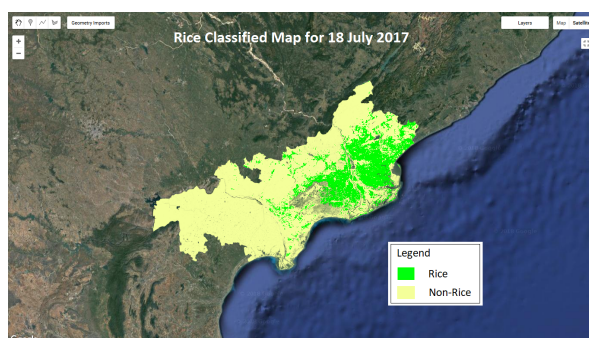 Geometry Imports
Layers
Map Satellite
+
−
Rice Classified Map for 18 July 2017
Legend
Rice
Non-Rice